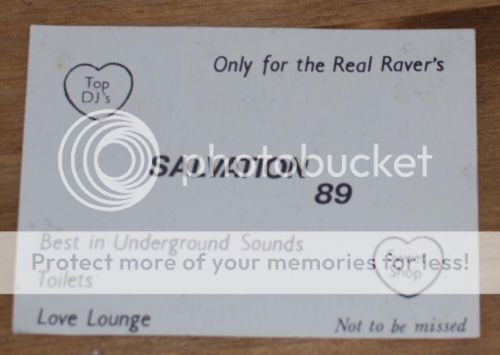 Only for the Real Raver's
Top
DJ's
photobucket
SALVATION
89
Best in Underground Sounds
Protect more of your memories for less!
Toilets
Sweet
Shop
Love Lounge
Not to be missed